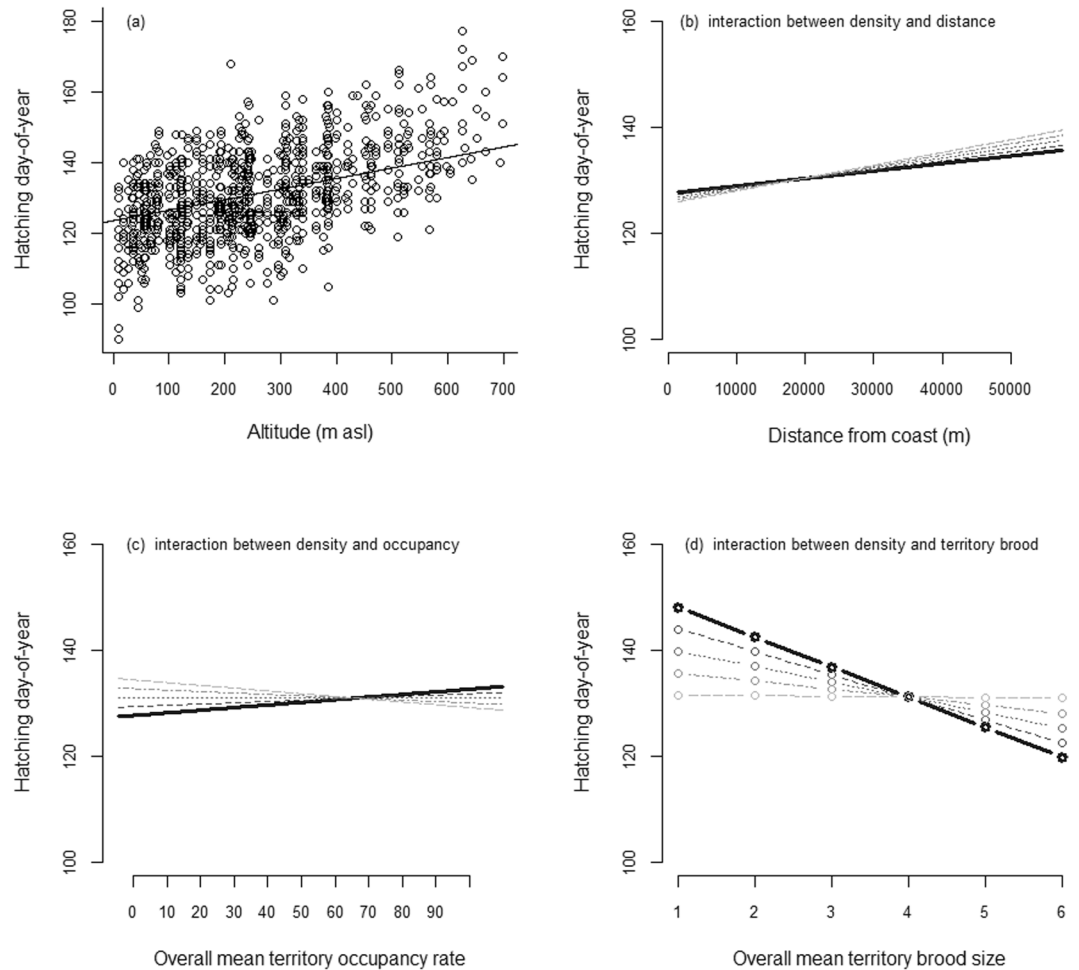 (a)
Hatching day-of-year
180
160
140
120
100
0 100 200 300 400 500 600 700
Altitude (m asl)
(b) interaction between density and distance
Hatching day-of-year
160
140
120
100
0 10000 20000 30000 40000 50000
Distance from coast (m)
(c) interaction between density and occupancy
Hatching day-of-year
160
140
120
100
0 10 20 30 40 50 60 70 80 90
Overall mean territory occupancy rate
(d) interaction between density and territory brood
Hatching day-of-year
160
140
120
100
1 2 3 4 5 6
Overall mean territory brood size